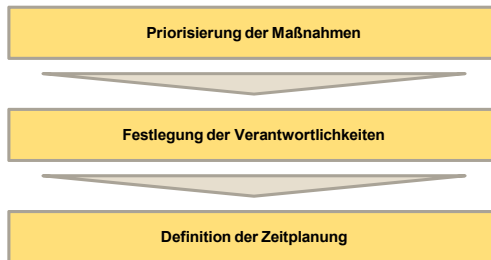 Priorisierung der Maßnahmen
Festlegung der Verantwortlichkeiten
Definition der Zeitplanung